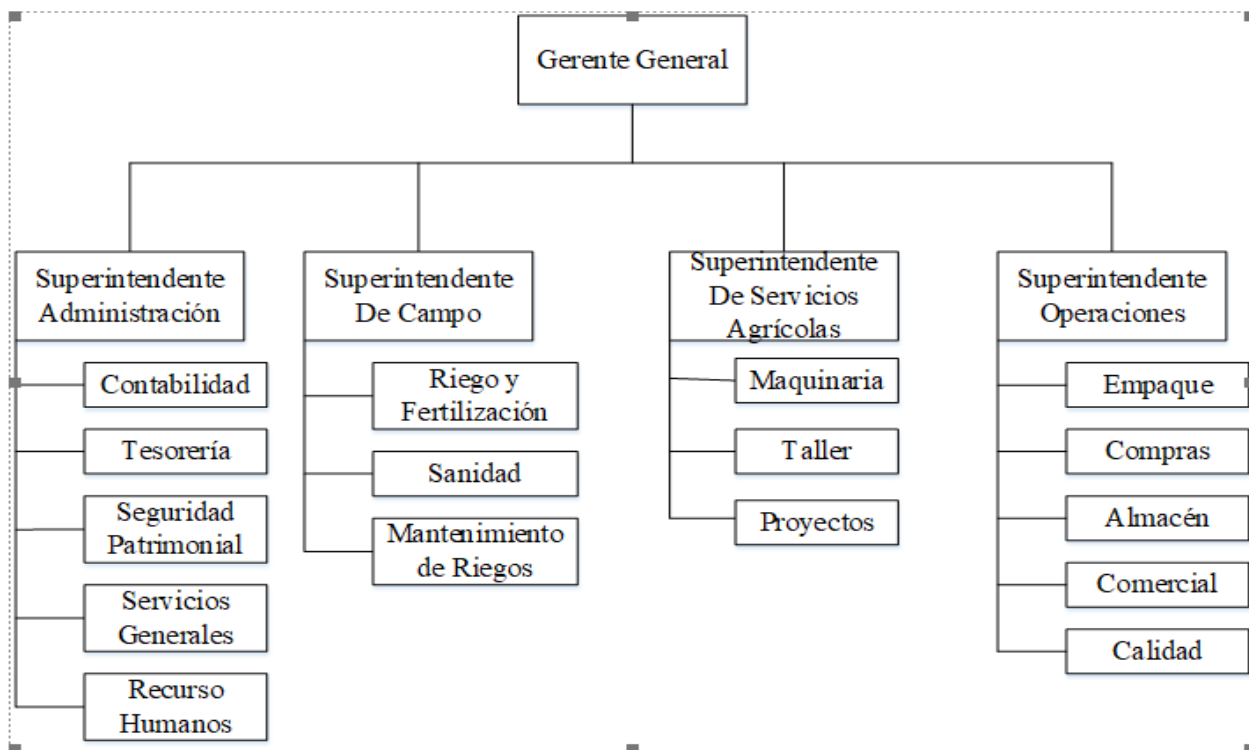 Gerente General
Superintendente
Administración
Contabilidad
Tesorería
Seguridad
Patrimonial
Servicios
Generales
Recurso
Humanos
Superintendente
De Campo
Riego y
Fertilización
Sanidad
Mantenimiento
de Riegos
Superintendente
De Servicios
Agrícolas
Maquinaria
Taller
Proyectos
Superintendente
Operaciones
Empaque
Compras
Almacén
Comercial
Calidad